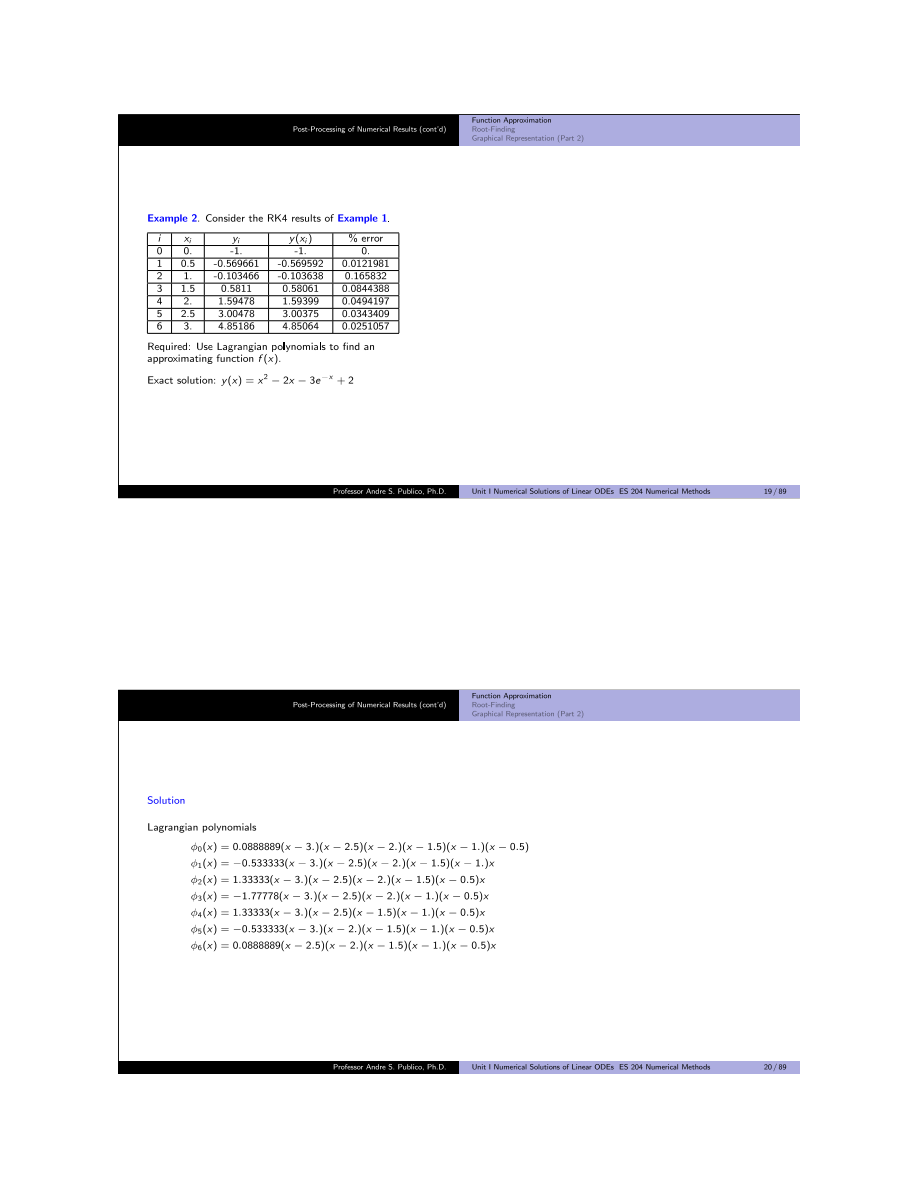 Post-Processing of Numerical Results (cont'd)
Function Approximation
Root-Finding
Graphical Representation (Part 2)
Example 2. Consider the RK4 results of Example 1.
i xᵢ yᵢ y(xᵢ) % error
0 0. -1. -1. 0.
1 0.5 -0.569661 -0.569592 0.0121981
2 1. -0.103466 -0.103638 0.165832
3 1.5 0.5811 0.58061 0.0844388
4 2. 1.59478 1.59399 0.0494197
5 2.5 3.00478 3.00375 0.0343409
6 3. 4.85186 4.85064 0.0251057
Required: Use Lagrangian polynomials to find an
approximating function f(x).
Exact solution: y(x) = x² − 2x − 3e⁻ˣ + 2
Professor Andre S. Publico, Ph.D.
Unit I Numerical Solutions of Linear ODEs ES 204 Numerical Methods
19 / 89
Post-Processing of Numerical Results (cont'd)
Function Approximation
Root-Finding
Graphical Representation (Part 2)
Solution
Lagrangian polynomials
ϕ₀(x) = 0.0888889(x − 3.)(x − 2.5)(x − 2.)(x − 1.5)(x − 1.)(x − 0.5)
ϕ₁(x) = −0.533333(x − 3.)(x − 2.5)(x − 2.)(x − 1.5)(x − 1.)x
ϕ₂(x) = 1.33333(x − 3.)(x − 2.5)(x − 2.)(x − 1.5)(x − 0.5)x
ϕ₃(x) = −1.77778(x − 3.)(x − 2.5)(x − 2.)(x − 1.)(x − 0.5)x
ϕ₄(x) = 1.33333(x − 3.)(x − 2.5)(x − 1.5)(x − 1.)(x − 0.5)x
ϕ₅(x) = −0.533333(x − 3.)(x − 2.)(x − 1.5)(x − 1.)(x − 0.5)x
ϕ₆(x) = 0.0888889(x − 2.5)(x − 2.)(x − 1.5)(x − 1.)(x − 0.5)x
Professor Andre S. Publico, Ph.D.
Unit I Numerical Solutions of Linear ODEs ES 204 Numerical Methods
20 / 89